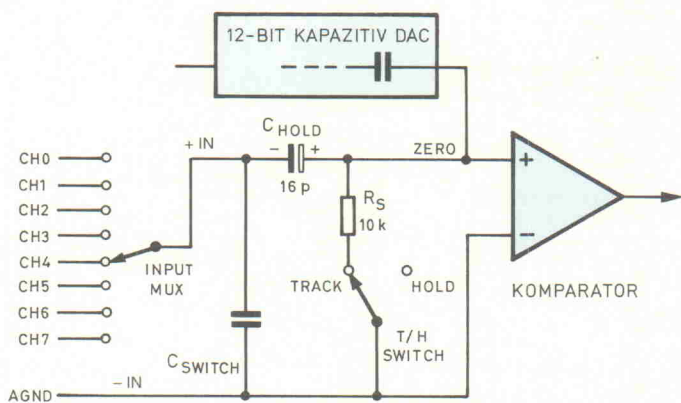 12-BIT KAPAZITIV DAC
C HOLD
+ IN
- +
16 p
ZERO
CH0
CH1
CH2
CH3
CH4
CH5
CH6
CH7
INPUT
MUX
RS
10 k
TRACK
HOLD
T/H
SWITCH
C SWITCH
+
-
KOMPARATOR
AGND
- IN